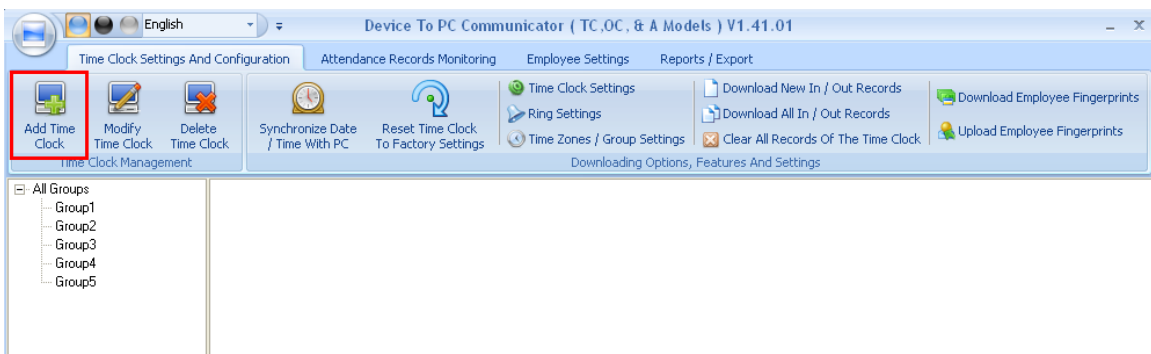 English
Device To PC Communicator ( TC,OC, & A Models ) V1.41.01
Time Clock Settings And Configuration
Attendance Records Monitoring
Employee Settings
Reports / Export
Add Time
Clock
Modify
Time Clock
Delete
Time Clock
Time Clock Management
Synchronize Date
/ Time With PC
Reset Time Clock
To Factory Settings
Time Clock Settings
Ring Settings
Time Zones / Group Settings
Download New In / Out Records
Download All In / Out Records
Clear All Records Of The Time Clock
Download Employee Fingerprints
Upload Employee Fingerprints
Downloading Options, Features And Settings
All Groups
Group1
Group2
Group3
Group4
Group5